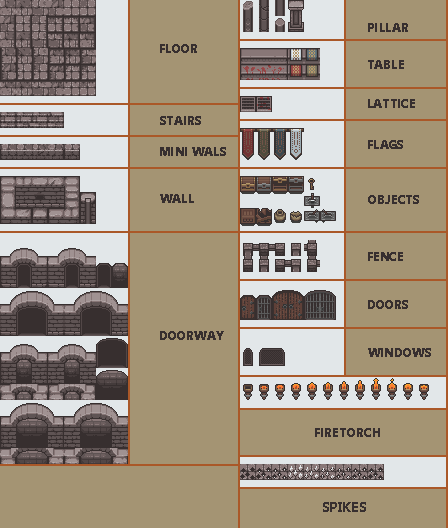 FLOOR
STAIRS
MINI WALS
WALL
DOORWAY
PILLAR
TABLE
LATTICE
FLAGS
OBJECTS
FENCE
DOORS
WINDOWS
FIRETORCH
SPIKES